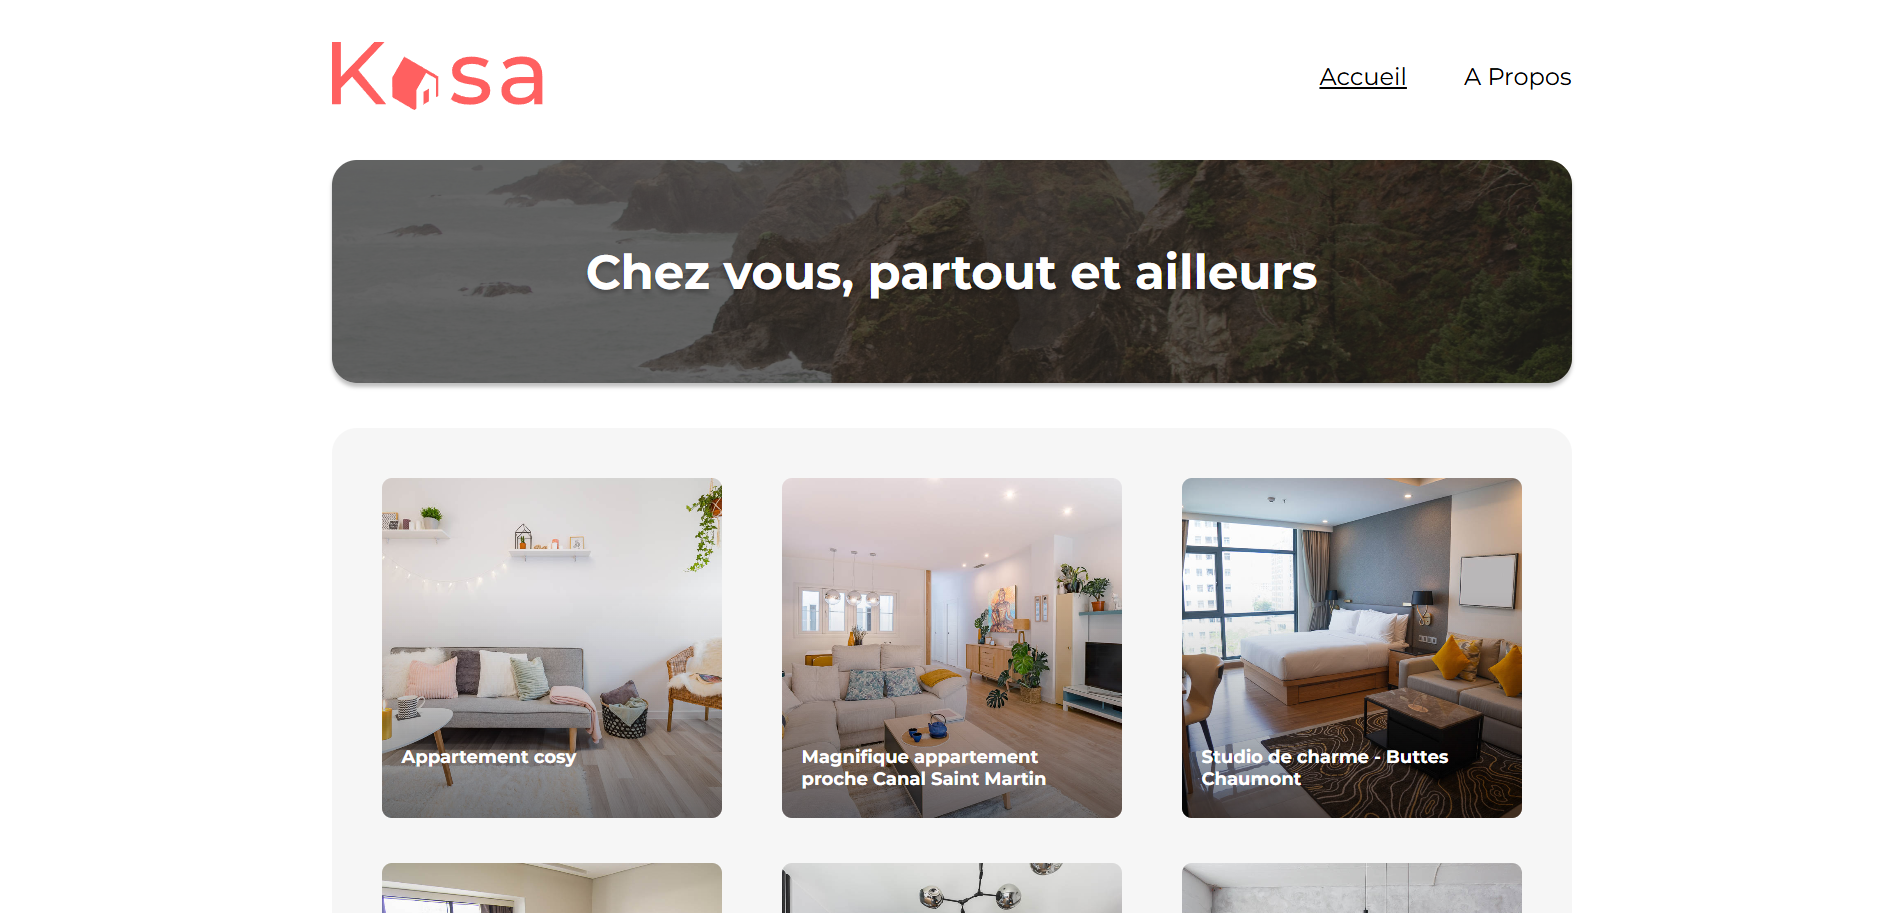 Kasa
Accueil
A Propos
Chez vous, partout et ailleurs
Appartement cosy
Magnifique appartement
proche Canal Saint Martin
Studio de charme - Buttes
Chaumont